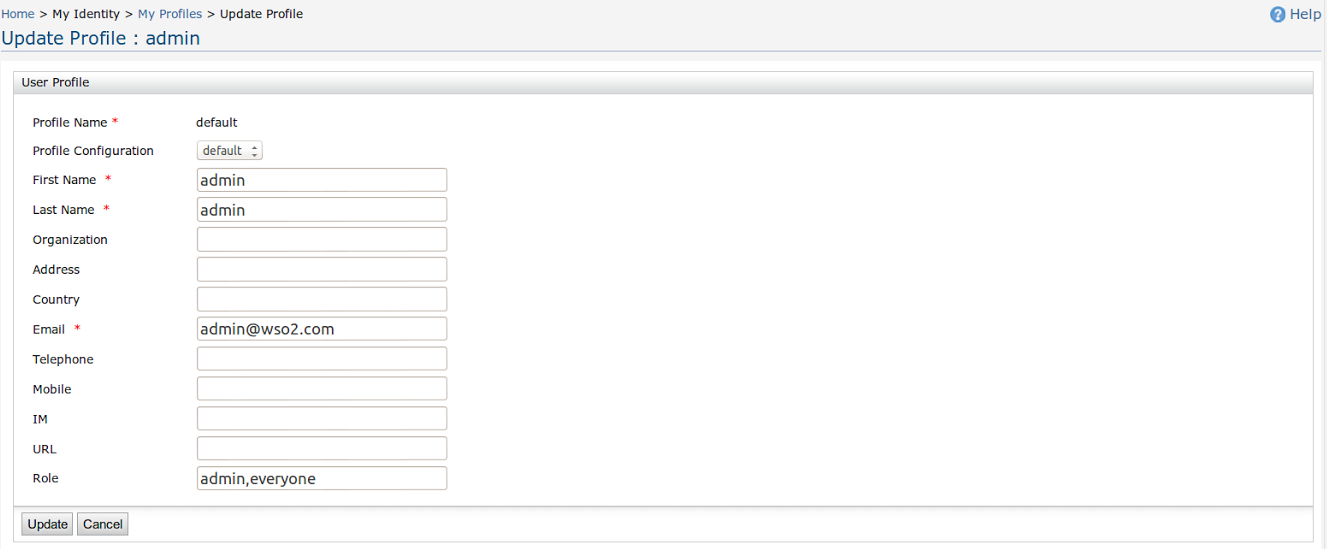 Home > My Identity > My Profiles > Update Profile
Help
Update Profile : admin
User Profile
Profile Name * default
Profile Configuration default
First Name * admin
Last Name * admin
Organization
Address
Country
Email * admin@wso2.com
Telephone
Mobile
IM
URL
Role admin,everyone
Update Cancel